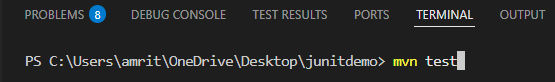 PROBLEMS 8 DEBUG CONSOLE TEST RESULTS PORTS TERMINAL OUTPUT
PS C:\Users\amrit\OneDrive\Desktop\junitdemo> mvn test